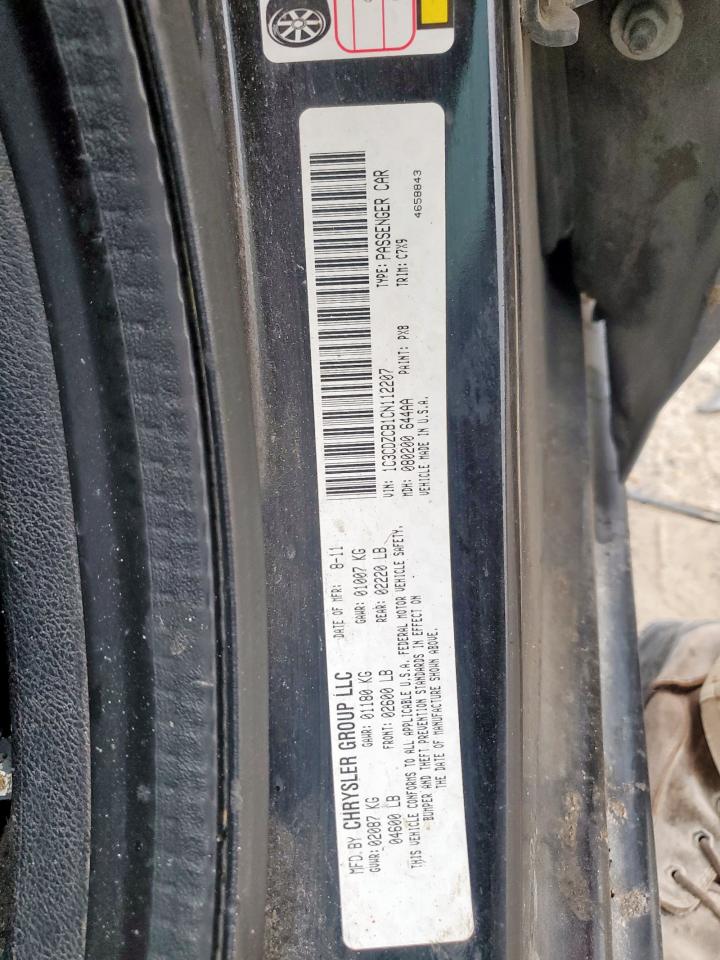 MFD.BY CHRYSLER GROUP LLC
DATE OF MFR: 8-11
GVWR: 02087 KG
GAWR: 01180 KG
GAWR: 01007 KG
04600 LB
FRONT: 02600 LB
REAR: 02220 LB
THIS VEHICLE CONFORMS TO ALL APPLICABLE U.S.A. FEDERAL MOTOR VEHICLE SAFETY,
BUMPER AND THEFT PREVENTION STANDARDS IN EFFECT ON
THE DATE OF MANUFACTURE SHOWN ABOVE.
VIN: 1C3CDZCB1CN112207
TYPE: PASSENGER CAR
MDH: 080200 644AA
PAINT: PXB
TRIM: C7X9
VEHICLE MADE IN U.S.A.
4658843